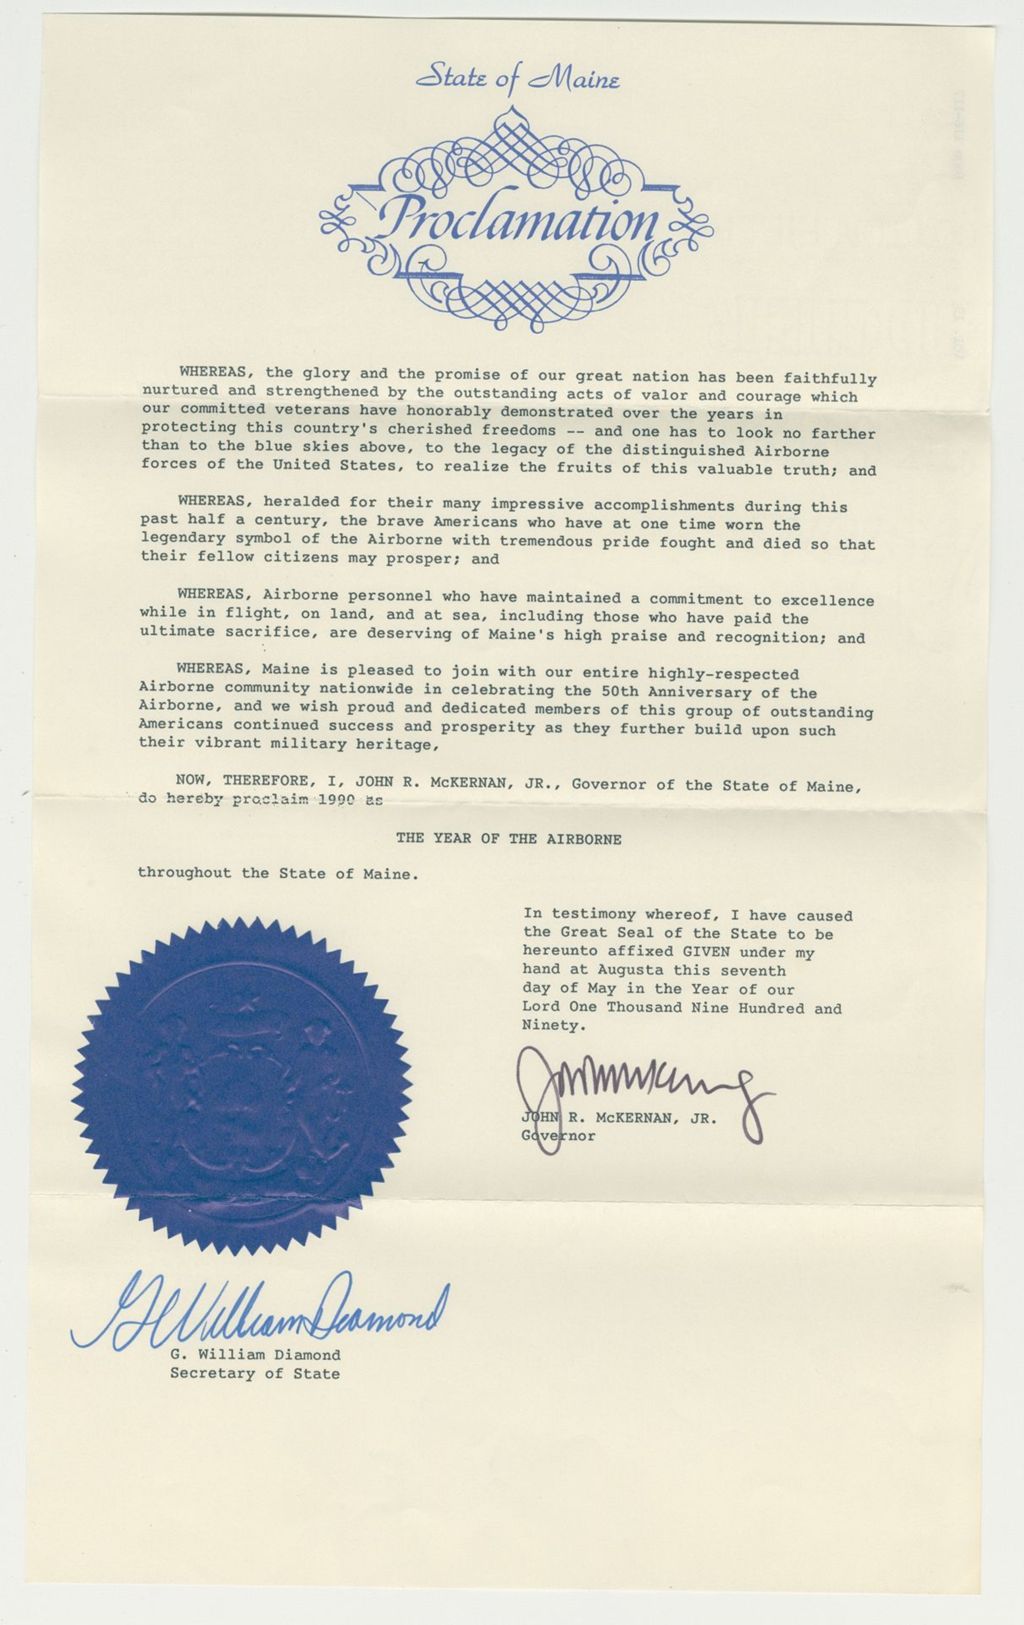 State of Maine
Proclamation
WHEREAS, the glory and the promise of our great nation has been faithfully
nurtured and strengthened by the outstanding acts of valor and courage which
our committed veterans have honorably demonstrated over the years in
protecting this country's cherished freedoms -- and one has to look no farther
than to the blue skies above, to the legacy of the distinguished Airborne
forces of the United States, to realize the fruits of this valuable truth; and
WHEREAS, heralded for their many impressive accomplishments during this
past half a century, the brave Americans who have at one time worn the
legendary symbol of the Airborne with tremendous pride fought and died so that
their fellow citizens may prosper; and
WHEREAS, Airborne personnel who have maintained a commitment to excellence
while in flight, on land, and at sea, including those who have paid the
ultimate sacrifice, are deserving of Maine's high praise and recognition; and
WHEREAS, Maine is pleased to join with our entire highly-respected
Airborne community nationwide in celebrating the 50th Anniversary of the
Airborne, and we wish proud and dedicated members of this group of outstanding
Americans continued success and prosperity as they further build upon such
their vibrant military heritage,
NOW, THEREFORE, I, JOHN R. McKERNAN, JR., Governor of the State of Maine,
do hereby proclaim 1990 as
THE YEAR OF THE AIRBORNE
throughout the State of Maine.
In testimony whereof, I have caused
the Great Seal of the State to be
hereunto affixed GIVEN under my
hand at Augusta this seventh
day of May in the Year of our
Lord One Thousand Nine Hundred and
Ninety.
JOHN R. McKERNAN, JR.
Governor
G William Diamond
G. William Diamond
Secretary of State